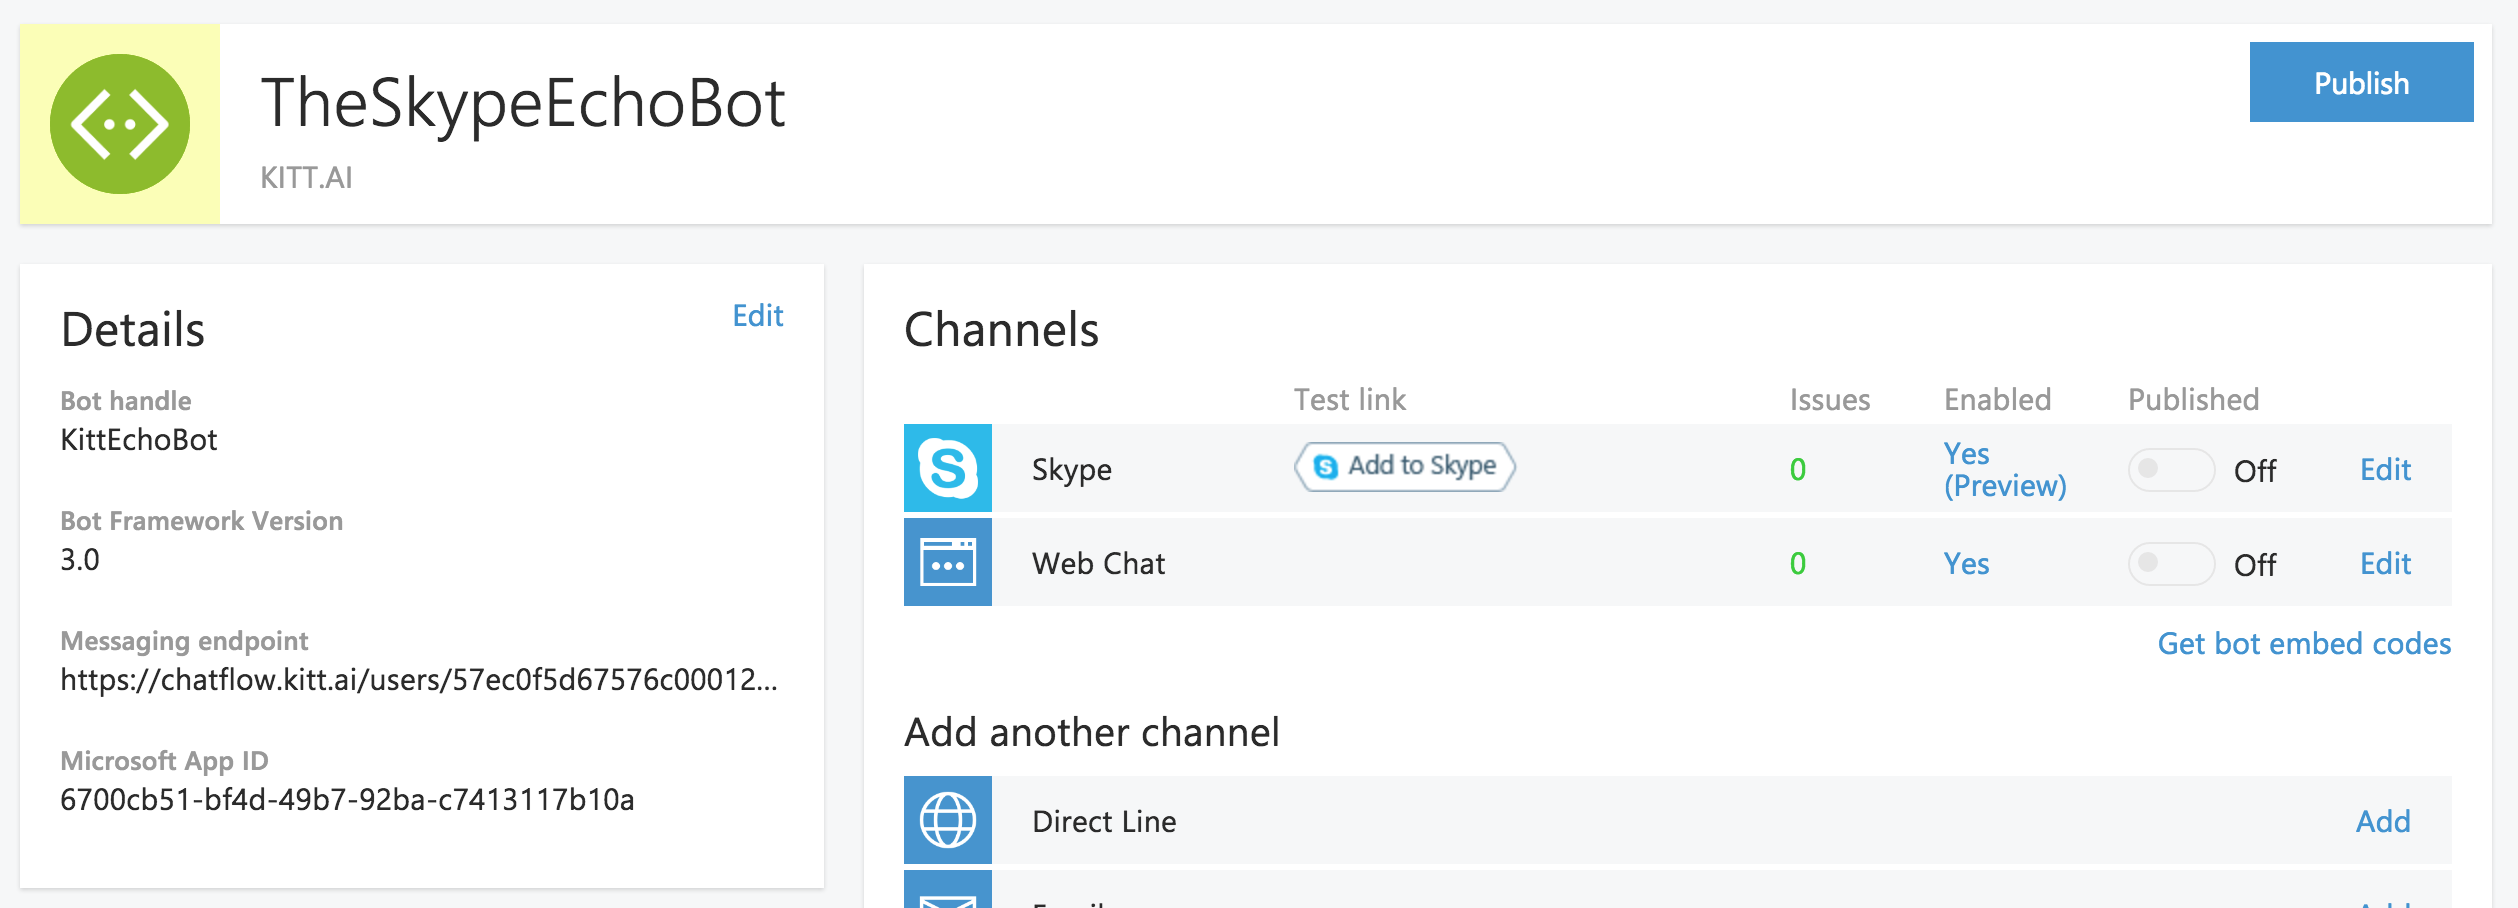 TheSkypeEchoBot
KITT.AI
Publish
Details
Edit
Bot handle
KittEchoBot
Bot Framework Version
3.0
Messaging endpoint
https://chatflow.kitt.ai/users/57ec0f5d67576c00012...
Microsoft App ID
6700cb51-bf4d-49b7-92ba-c7413117b10a
Channels
Test link Issues Enabled Published
Skype Add to Skype 0 Yes (Preview) Off Edit
Web Chat 0 Yes Off Edit
Get bot embed codes
Add another channel
Direct Line Add